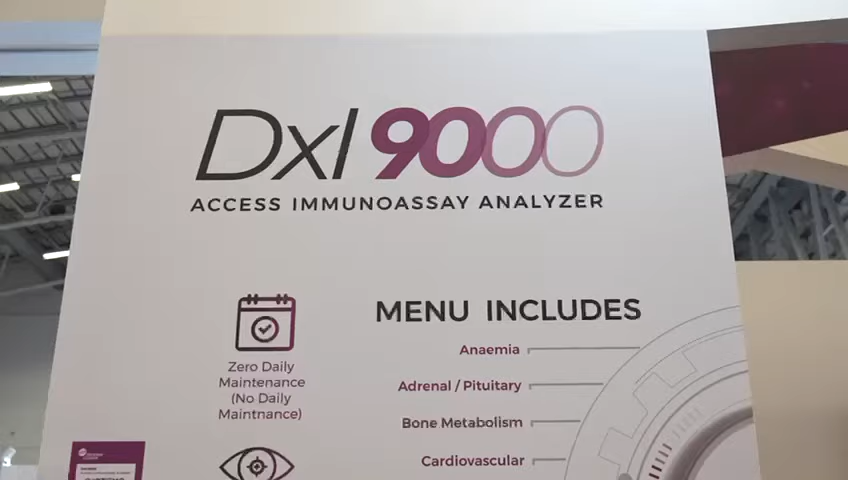 DxI 9000
ACCESS IMMUNOASSAY ANALYZER
Zero Daily
Maintenance
(No Daily
Maintnance)
MENU INCLUDES
Anaemia
Adrenal / Pituitary
Bone Metabolism
Cardiovascular